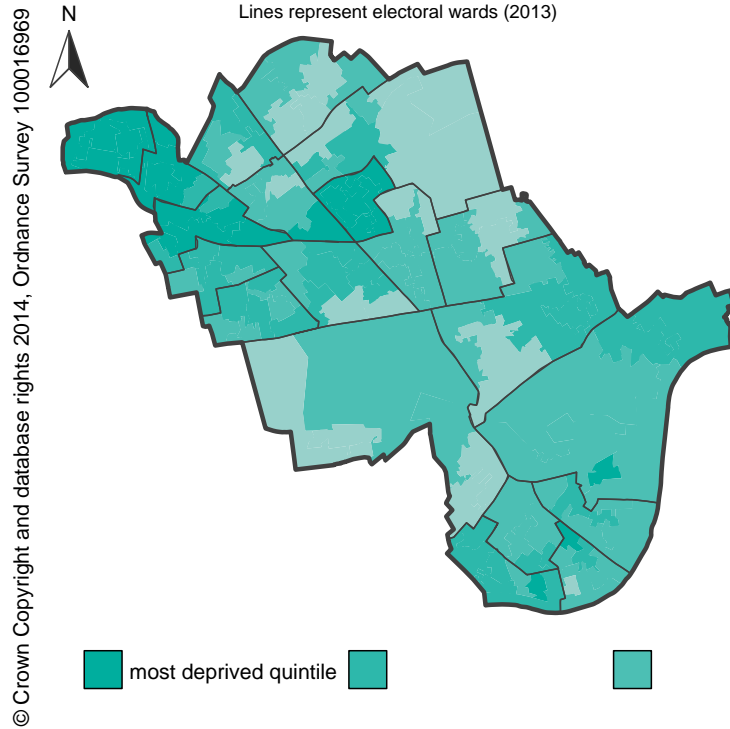 Lines represent electoral wards (2013)
N
© Crown Copyright and database rights 2014, Ordnance Survey 100016969
most deprived quintile